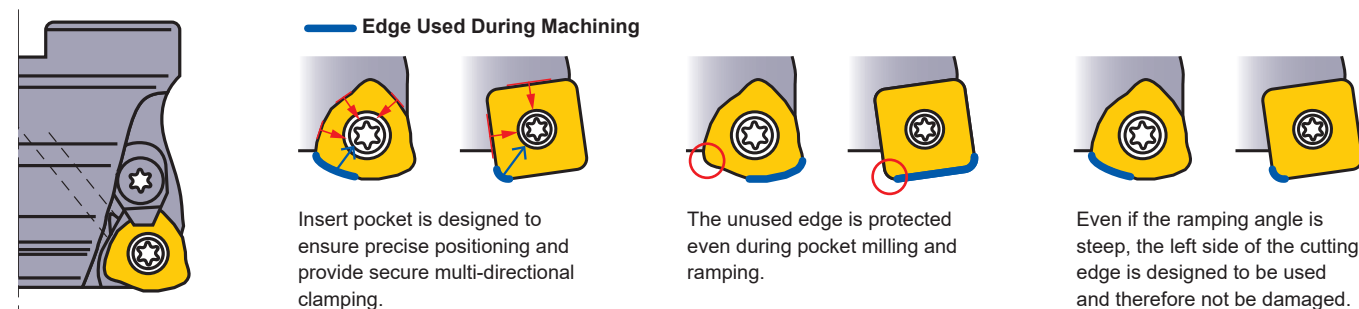 Edge Used During Machining
Insert pocket is designed to
ensure precise positioning and
provide secure multi-directional
clamping.
The unused edge is protected
even during pocket milling and
ramping.
Even if the ramping angle is
steep, the left side of the cutting
edge is designed to be used
and therefore not be damaged.